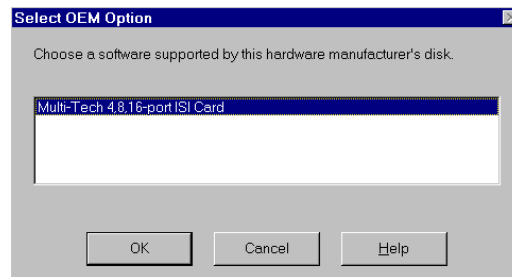 Select OEM Option
Choose a software supported by this hardware manufacturer's disk.
Multi-Tech 4,8,16-port ISI Card
OK Cancel Help